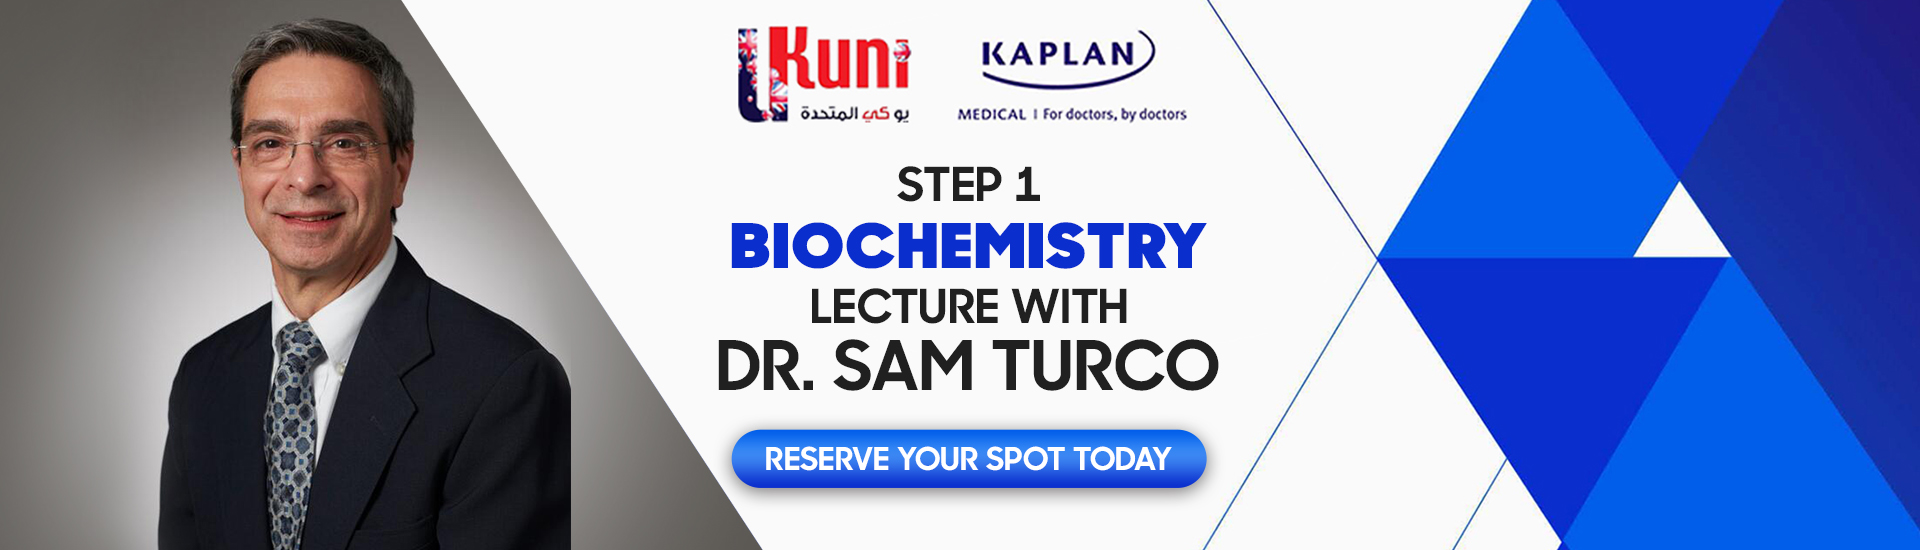 UKuni
يو كي المتحدة
KAPLAN
MEDICAL | For doctors, by doctors
STEP 1
BIOCHEMISTRY
LECTURE WITH
DR. SAM TURCO
RESERVE YOUR SPOT TODAY